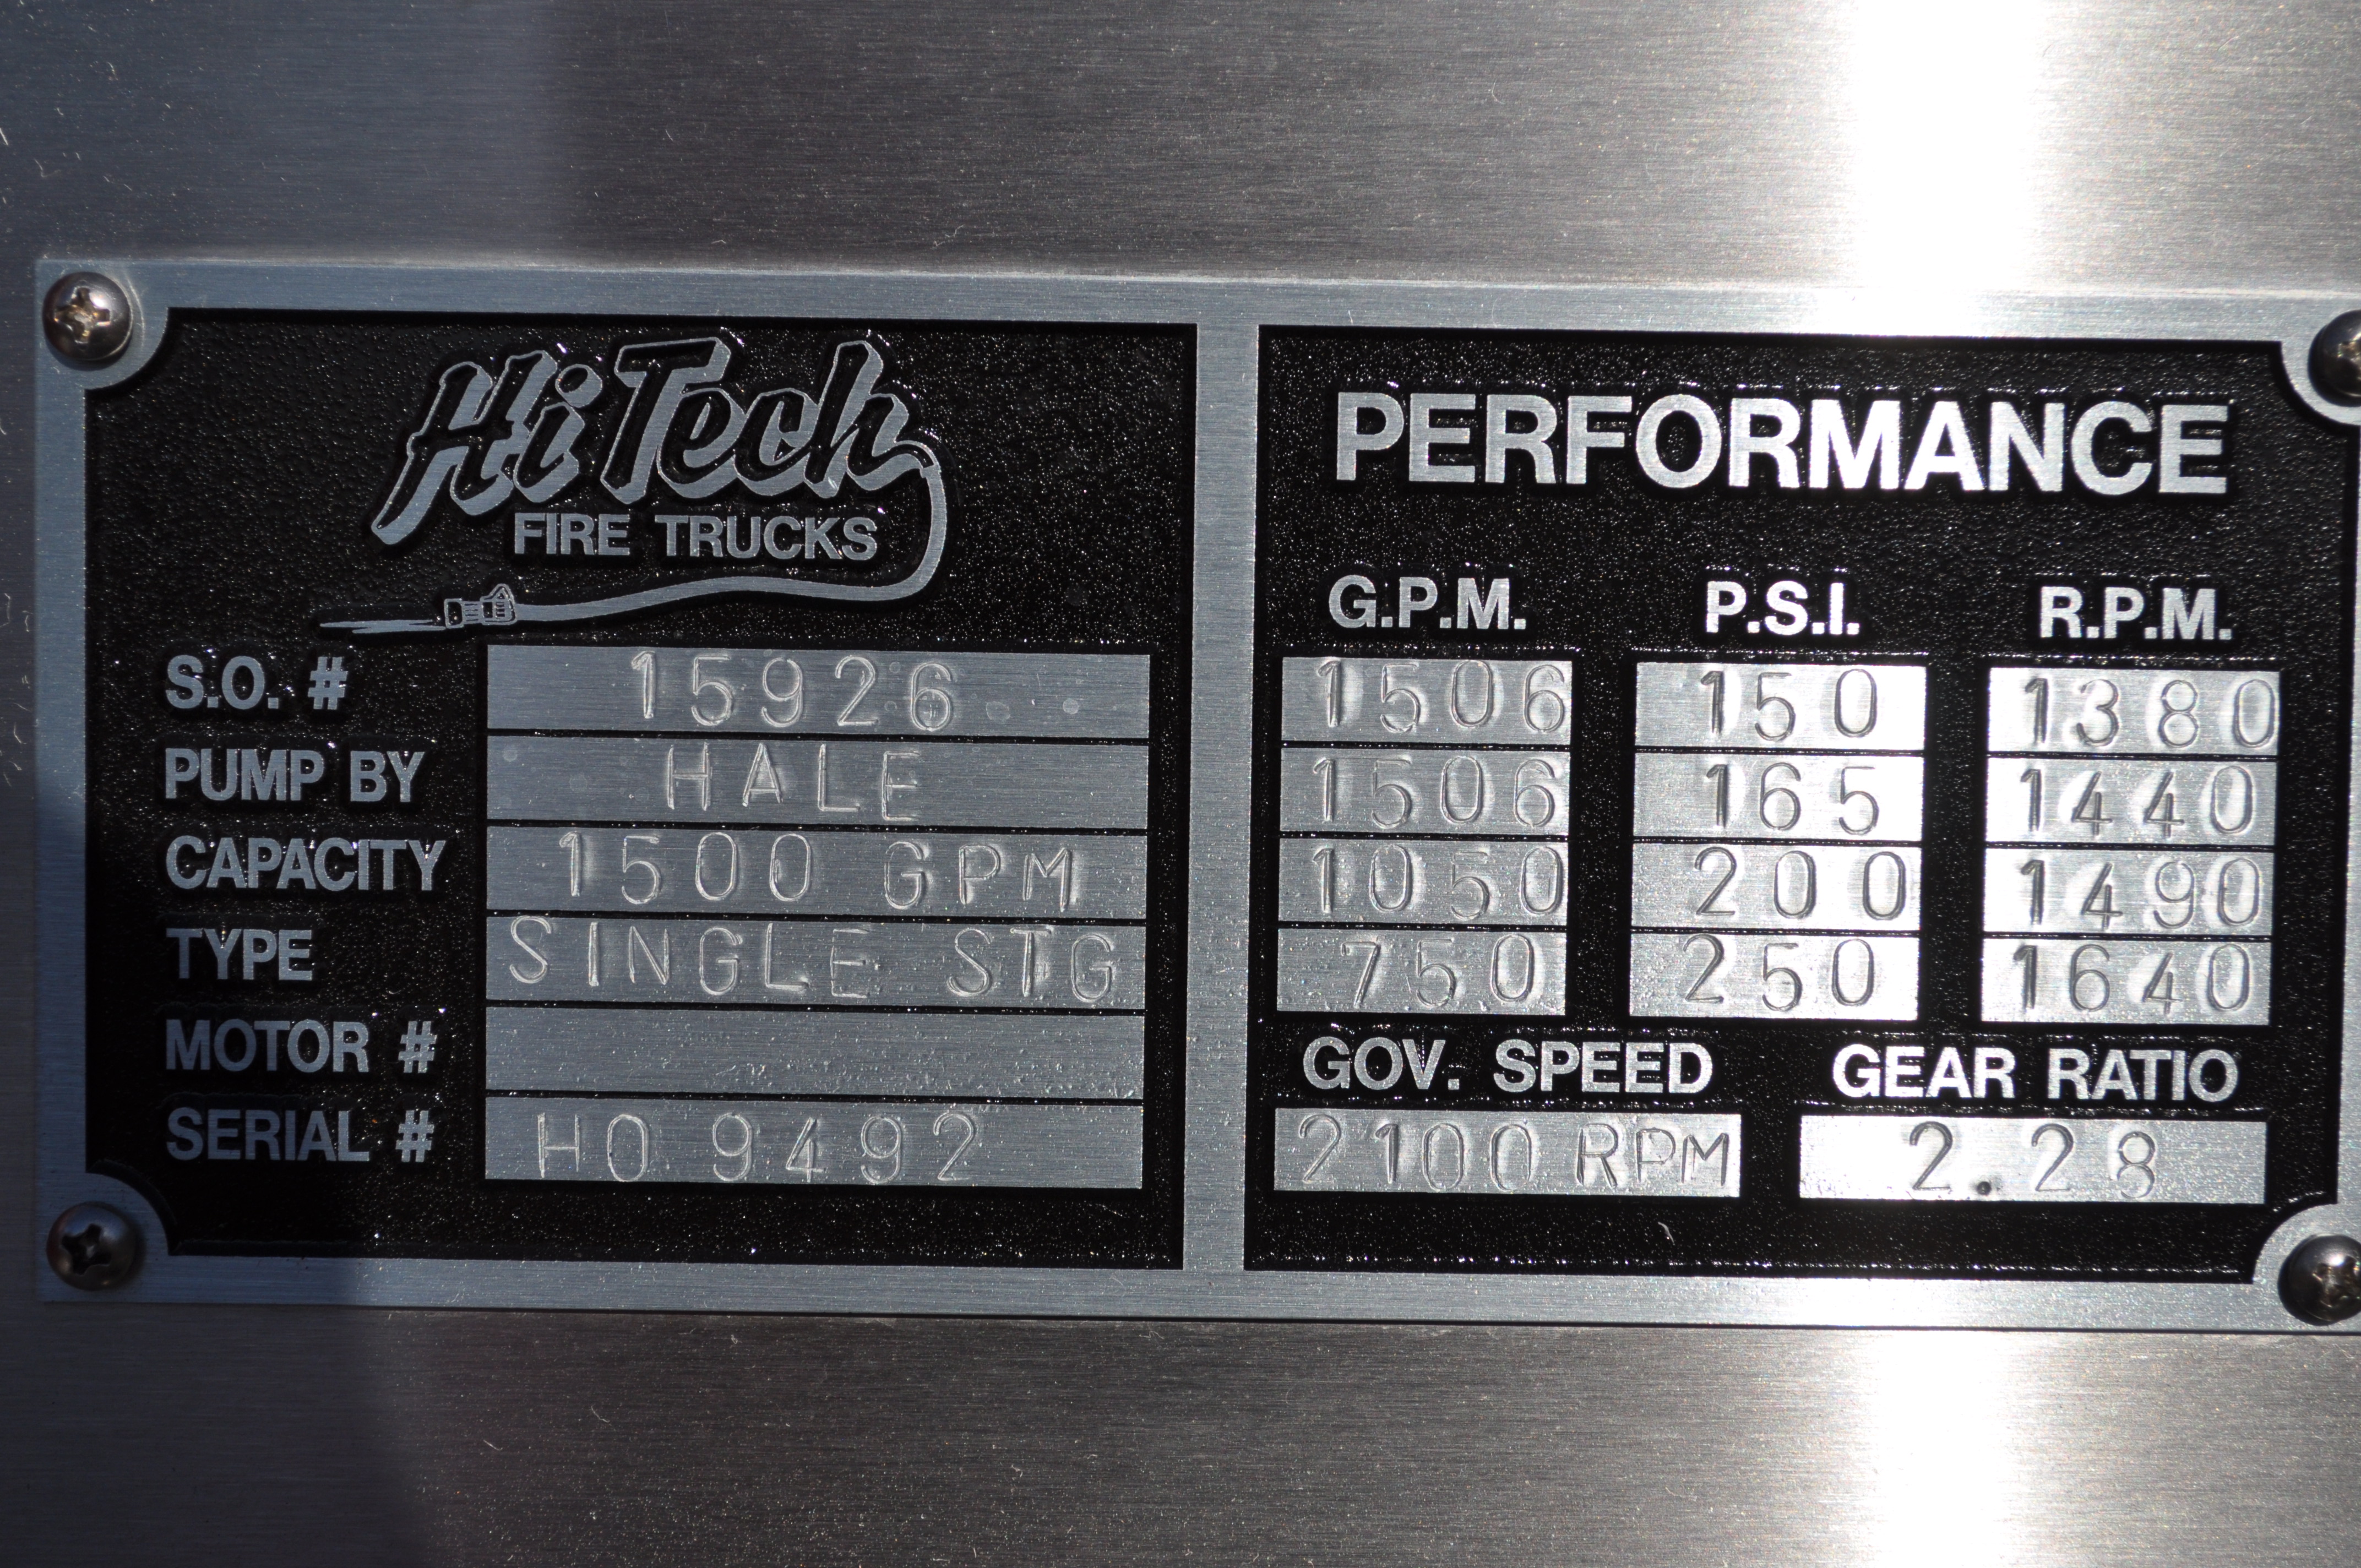 Hi Tech
FIRE TRUCKS
S.O. # 15926
PUMP BY HALE
CAPACITY 1500 GPM
TYPE SINGLE STG
MOTOR #
SERIAL # HO 9492
PERFORMANCE
G.P.M. P.S.I. R.P.M.
1506 150 1380
1506 165 1440
1050 200 1490
750 250 1640
GOV. SPEED GEAR RATIO
2100 RPM 2.28